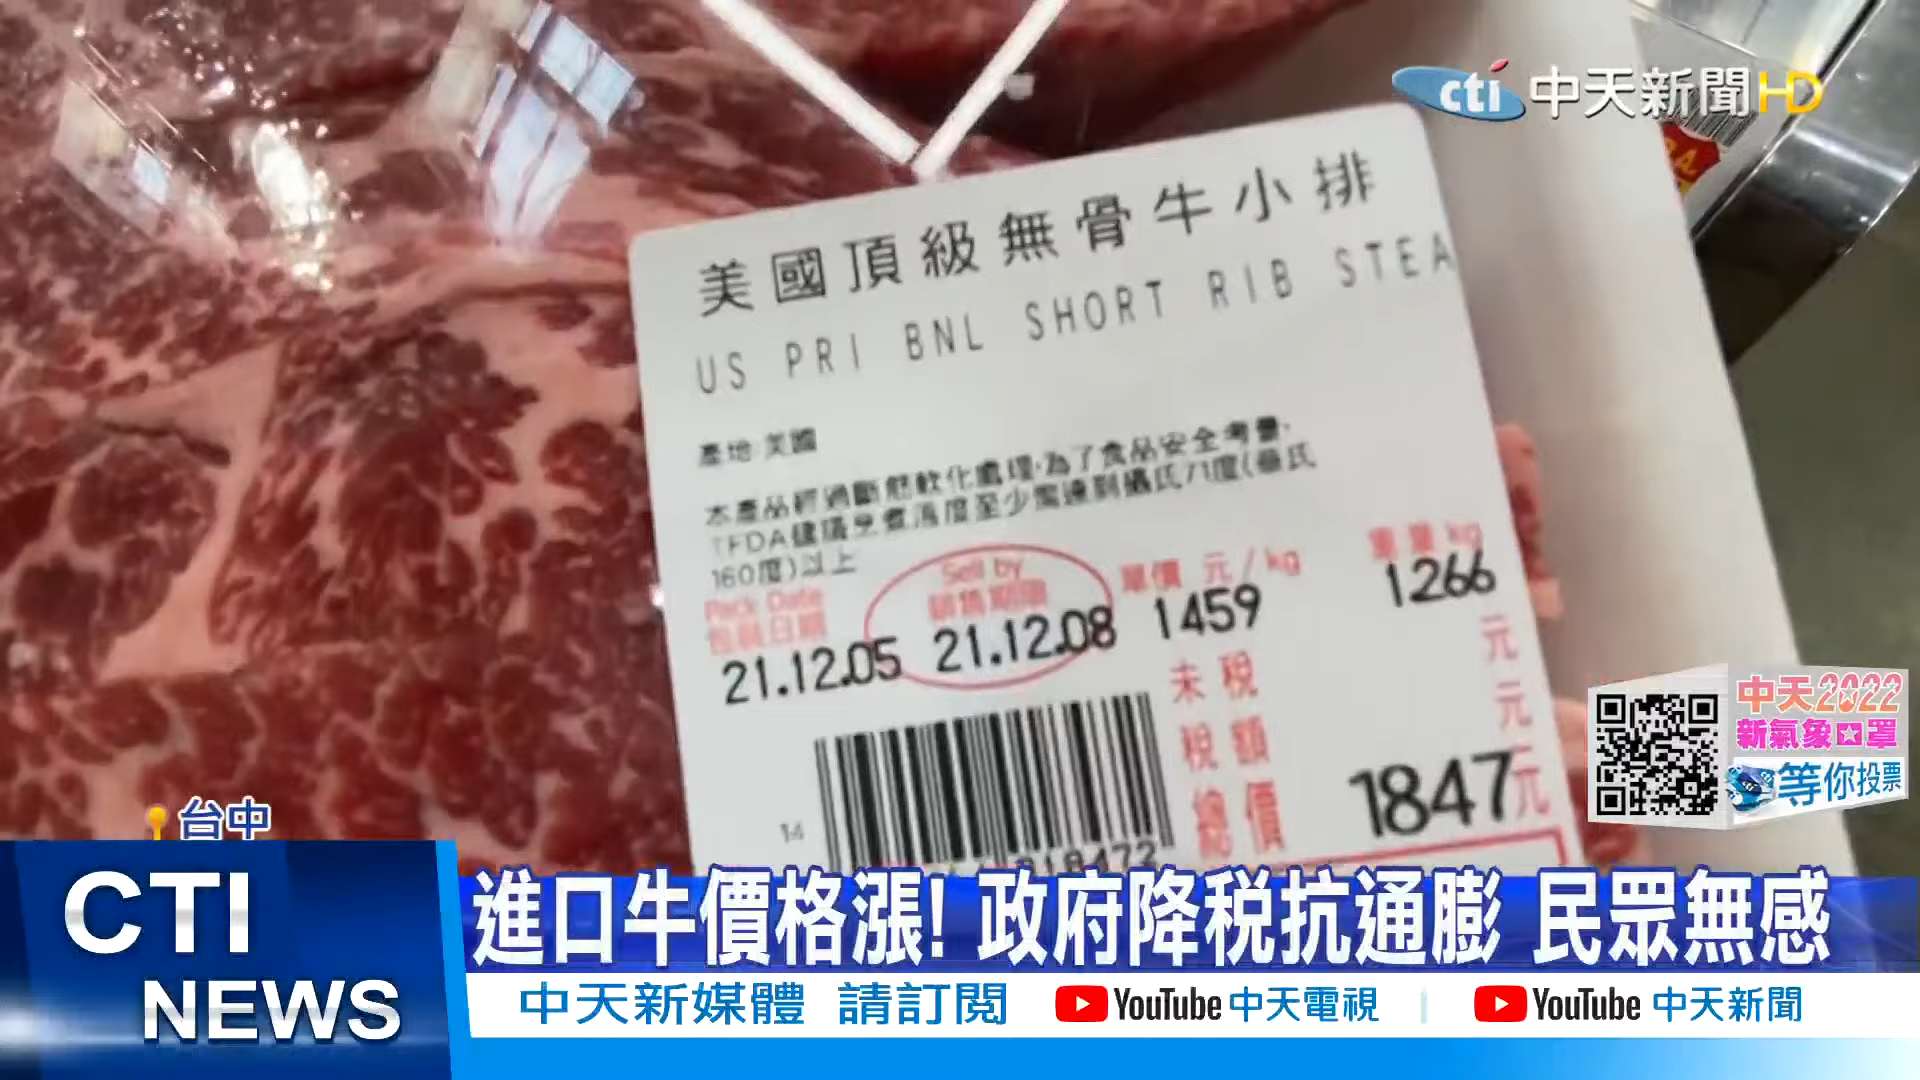 cti 中天新聞HD
美國頂級無骨牛小排
US PRI BNL SHORT RIB STEA
產地:美國
本產品經過斷筋軟化處理,為了食品安全考量,
TFDA建議烹煮溫度至少需達到攝氏71度(華氏
160度)以上
Pack Date Sell by 單價 元/kg 重量 kg
包裝日期 銷售期限
21.12.05 21.12.08 1459 1266
未稅 元
稅額 元
總價 1847元
14
218472
中天2022
新氣象口罩
等你投票
台中
CTI
NEWS
進口牛價格漲! 政府降稅抗通膨 民眾無感
中天新媒體 請訂閱 YouTube 中天電視 | YouTube 中天新聞